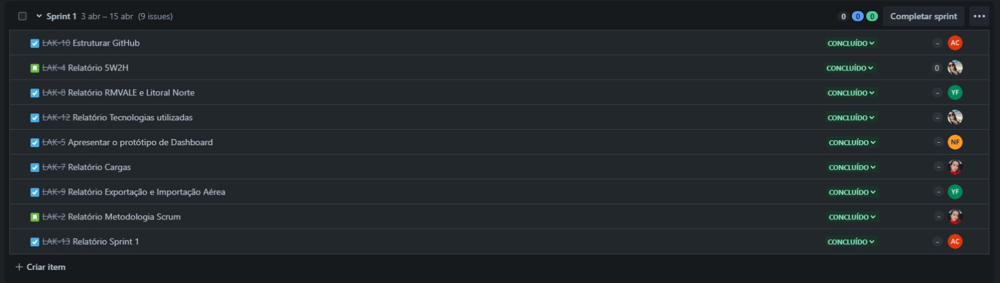 Sprint 1 3 abr – 15 abr (9 issues) 0 0 0 Completar sprint
LAK-10 Estruturar GitHub CONCLUÍDO - AC
LAK-4 Relatório 5W2H CONCLUÍDO 0
LAK-8 Relatório RMVALE e Litoral Norte CONCLUÍDO - YF
LAK-12 Relatório Tecnologias utilizadas CONCLUÍDO -
LAK-5 Apresentar o protótipo de Dashboard CONCLUÍDO - NF
LAK-7 Relatório Cargas CONCLUÍDO -
LAK-9 Relatório Exportação e Importação Aérea CONCLUÍDO - YF
LAK-2 Relatório Metodologia Scrum CONCLUÍDO -
LAK-13 Relatório Sprint 1 CONCLUÍDO - AC
+ Criar item